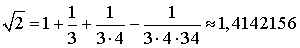 √2 = 1 + 1/3 + 1/(3·4) − 1/(3·4·34) ≈ 1,4142156